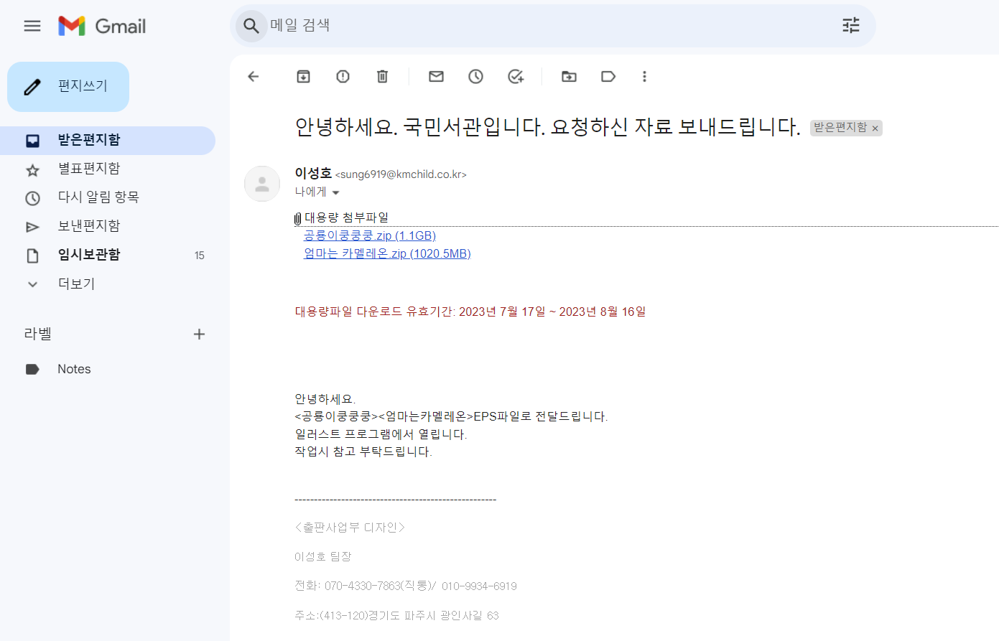 Gmail
메일 검색
편지쓰기
받은편지함
별표편지함
다시 알림 항목
보낸편지함
임시보관함 15
더보기
라벨
Notes
안녕하세요. 국민서관입니다. 요청하신 자료 보내드립니다. 받은편지함 ×
이성호 <sung6919@kmchild.co.kr>
나에게
대용량 첨부파일
공룡이쿵쿵쿵.zip (1.1GB)
엄마는 카멜레온.zip (1020.5MB)
대용량파일 다운로드 유효기간: 2023년 7월 17일 ~ 2023년 8월 16일
안녕하세요.
<공룡이쿵쿵쿵><엄마는카멜레온>EPS파일로 전달드립니다.
일러스트 프로그램에서 열립니다.
작업시 참고 부탁드립니다.
-----------------------------------------------------
<출판사업부 디자인>
이성호 팀장
전화: 070-4330-7863(직통)/ 010-9934-6919
주소:(413-120)경기도 파주시 광인사길 63